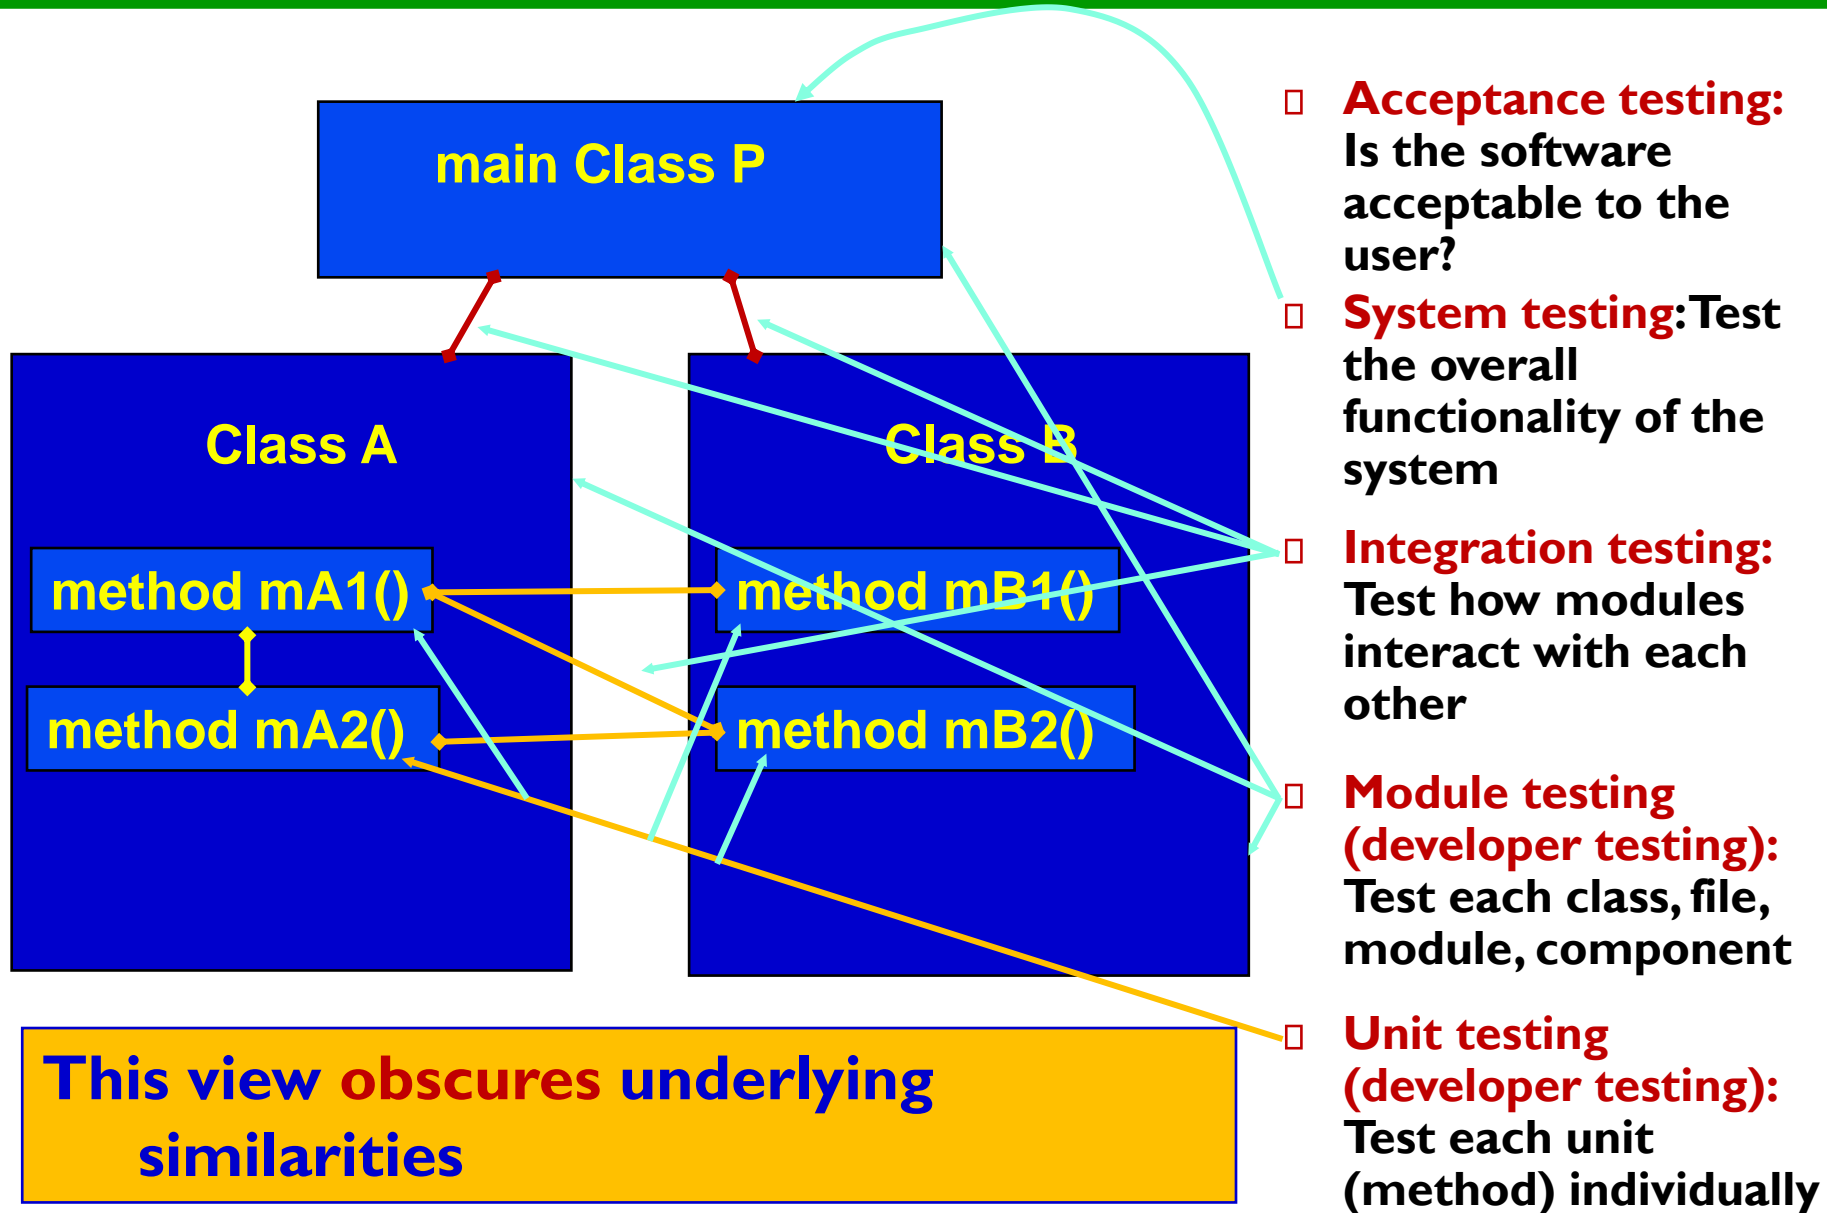 main Class P
Class A
method mA1()
method mA2()
Class B
method mB1()
method mB2()
This view obscures underlying
similarities
Acceptance testing:
Is the software
acceptable to the
user?
System testing: Test
the overall
functionality of the
system
Integration testing:
Test how modules
interact with each
other
Module testing
(developer testing):
Test each class, file,
module, component
Unit testing
(developer testing):
Test each unit
(method) individually